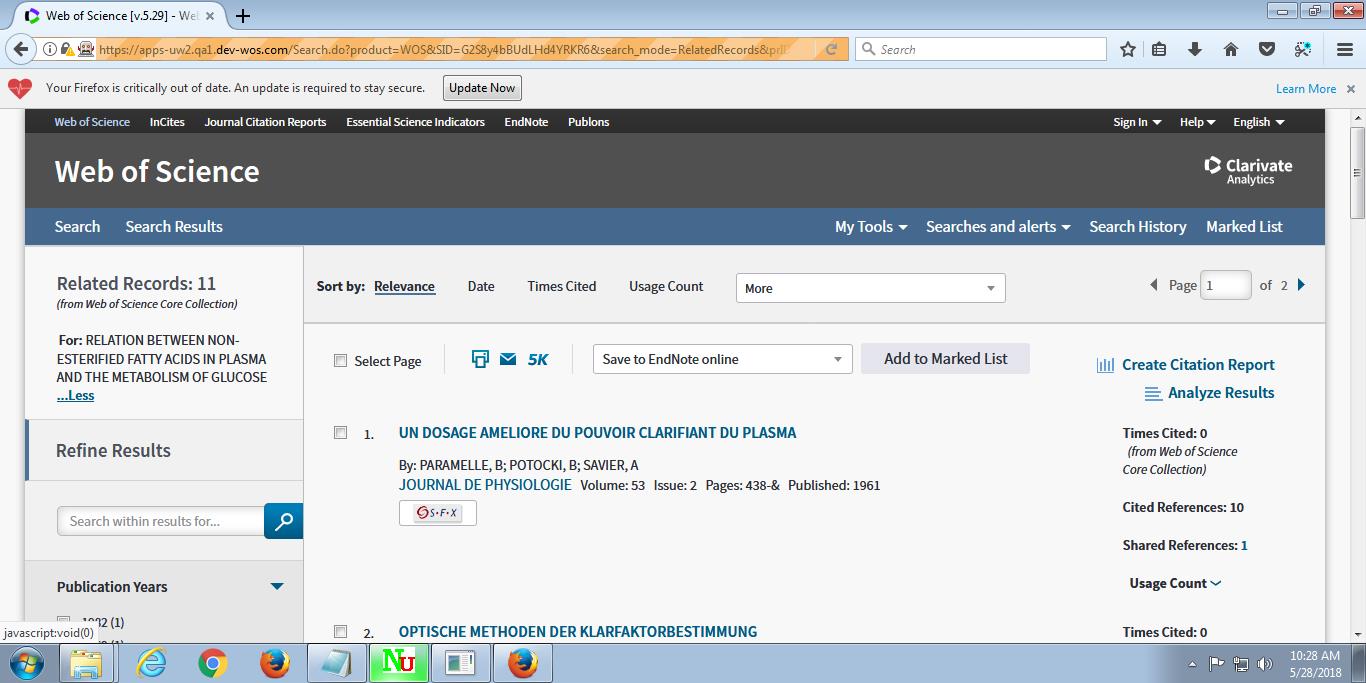 Web of Science [v.5.29] - We
https://apps-uw2.qa1.dev-wos.com/Search.do?product=WOS&SID=G2S8y4bBUdLHd4YRKR6&search_mode=RelatedRecords&prd
Search
Your Firefox is critically out of date. An update is required to stay secure.
Update Now
Learn More
Web of Science InCites Journal Citation Reports Essential Science Indicators EndNote Publons Sign In Help English
Web of Science
Clarivate
Analytics
Search Search Results My Tools Searches and alerts Search History Marked List
Related Records: 11
(from Web of Science Core Collection)
For: RELATION BETWEEN NON-
ESTERIFIED FATTY ACIDS IN PLASMA
AND THE METABOLISM OF GLUCOSE
...Less
Refine Results
Search within results for...
Publication Years
1982 (1)
javascript:void(0)
Sort by: Relevance Date Times Cited Usage Count More Page 1 of 2
Select Page 5K Save to EndNote online Add to Marked List
Create Citation Report
Analyze Results
1. UN DOSAGE AMELIORE DU POUVOIR CLARIFIANT DU PLASMA
By: PARAMELLE, B; POTOCKI, B; SAVIER, A
JOURNAL DE PHYSIOLOGIE Volume: 53 Issue: 2 Pages: 438-& Published: 1961
S·F·X
Times Cited: 0
(from Web of Science
Core Collection)
Cited References: 10
Shared References: 1
Usage Count
2. OPTISCHE METHODEN DER KLARFAKTORBESTIMMUNG
Times Cited: 0
NU
10:28 AM
5/28/2018